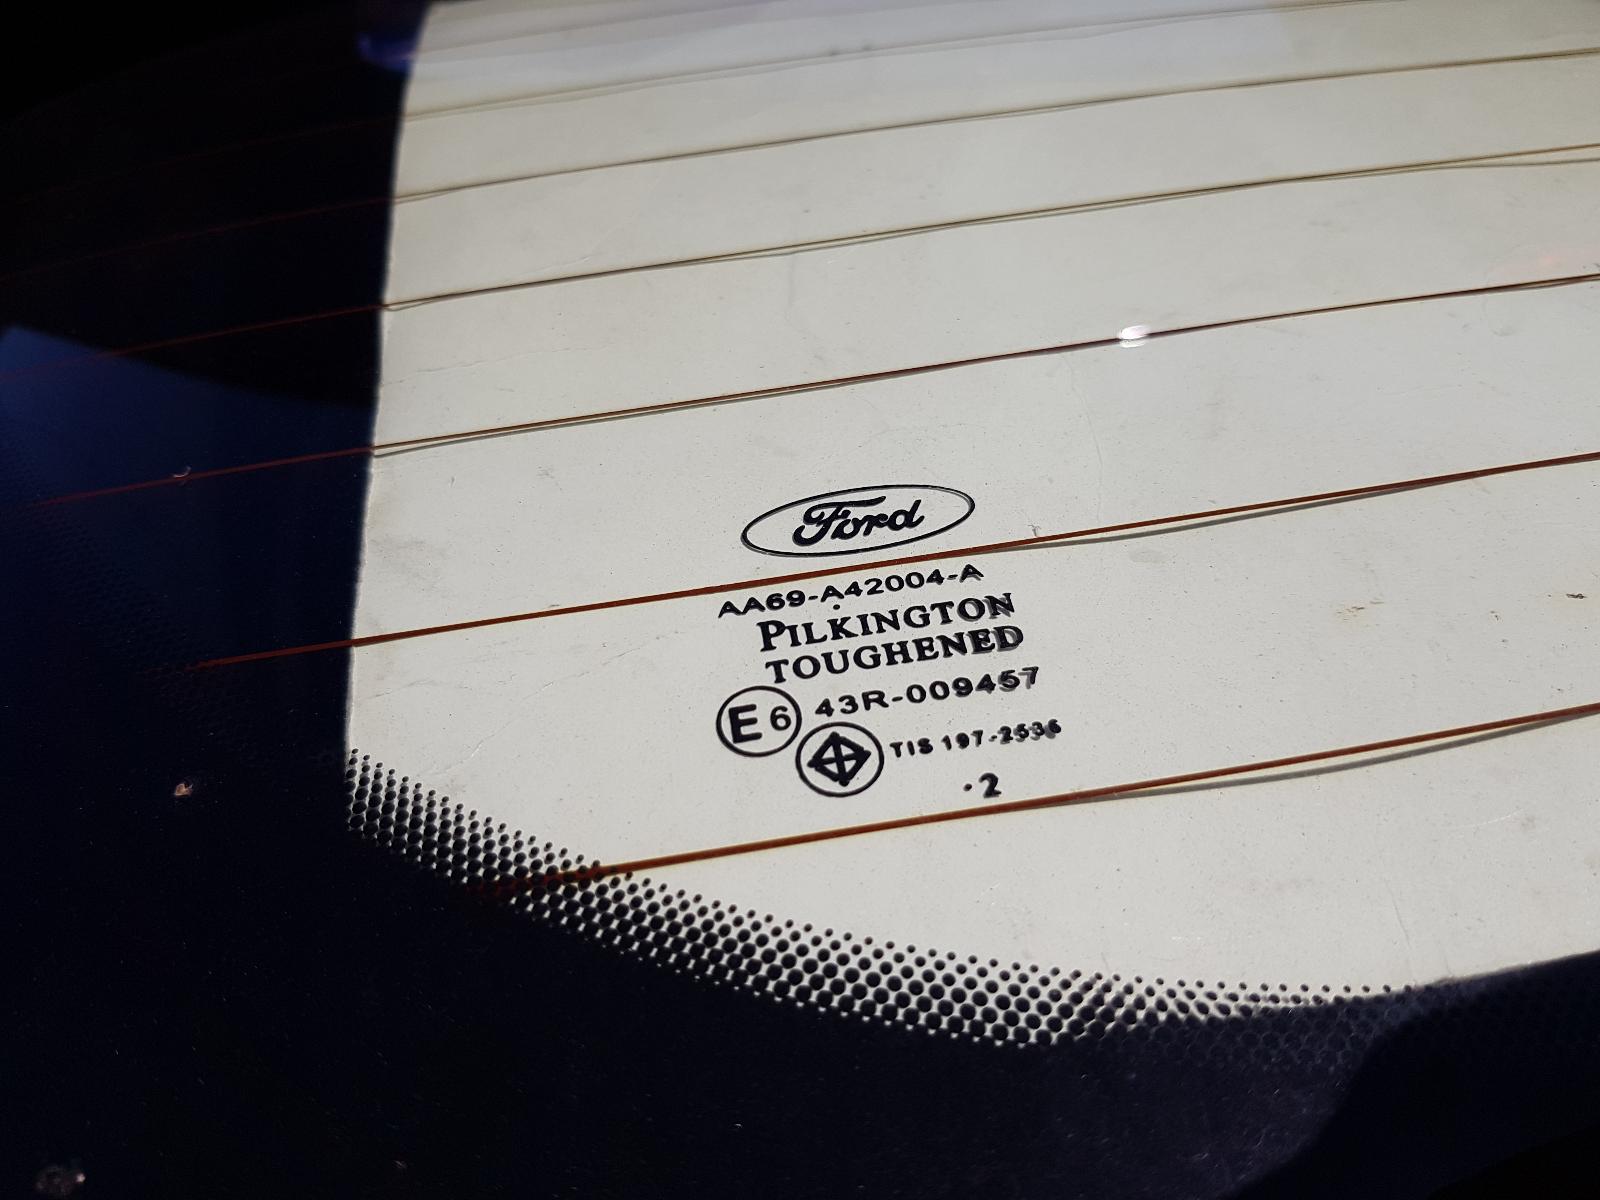 Ford
AA69-A42004-A
PILKINGTON
TOUGHENED
E6 43R-009457
TIS 197-2536
·2